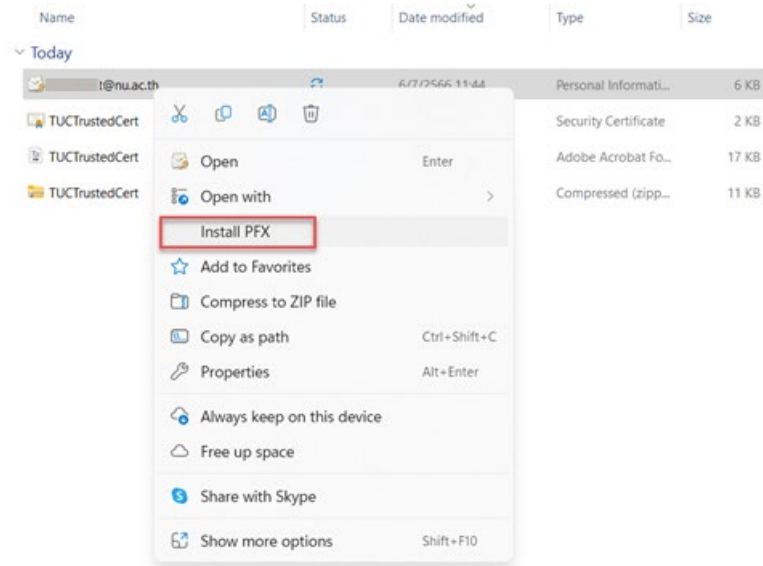 Name Status Date modified Type Size
Today
t@nu.ac.th 6/7/2566 11:44 Personal Informati... 6 KB
TUCTrustedCert Security Certificate 2 KB
TUCTrustedCert Adobe Acrobat Fo... 17 KB
TUCTrustedCert Compressed (zipp... 11 KB
Open Enter
Open with
Install PFX
Add to Favorites
Compress to ZIP file
Copy as path Ctrl+Shift+C
Properties Alt+Enter
Always keep on this device
Free up space
Share with Skype
Show more options Shift+F10